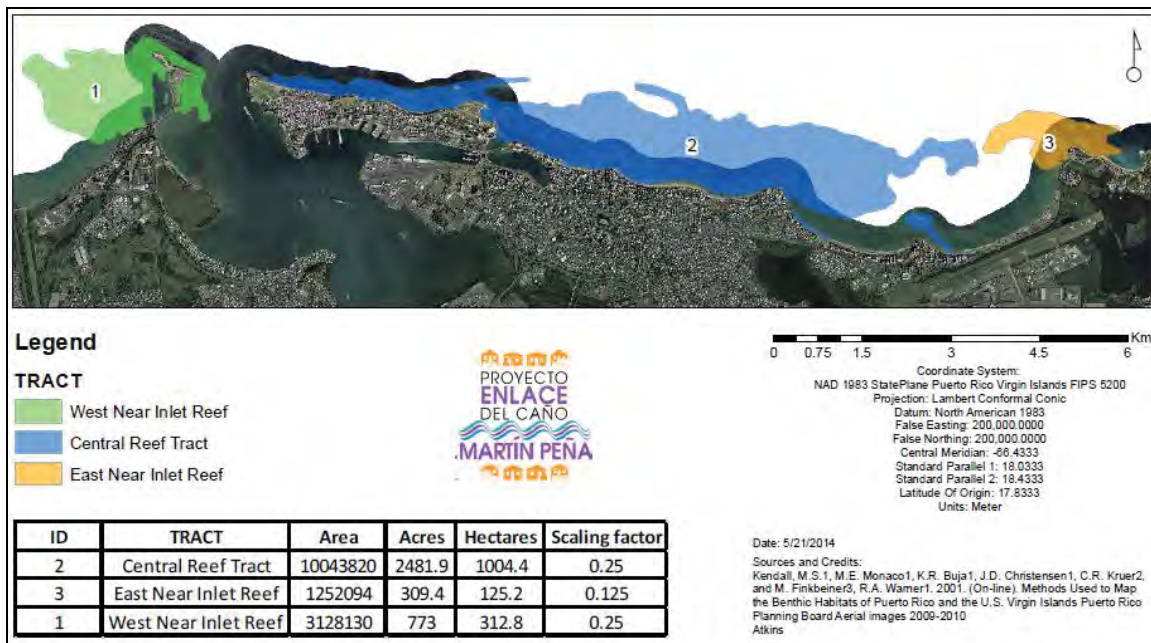 1
2
3
Legend
TRACT
West Near Inlet Reef
Central Reef Tract
East Near Inlet Reef
PROYECTO
ENLACE
DEL CAÑO
MARTÍN PEÑA
Km
0 0.75 1.5 3 4.5 6
Coordinate System:
NAD 1983 StatePlane Puerto Rico Virgin Islands FIPS 5200
Projection: Lambert Conformal Conic
Datum: North American 1983
False Easting: 200,000.0000
False Northing: 200,000.0000
Central Meridian: -66.4333
Standard Parallel 1: 18.0333
Standard Parallel 2: 18.4333
Latitude Of Origin: 17.8333
Units: Meter
ID TRACT Area Acres Hectares Scaling factor
2 Central Reef Tract 10043820 2481.9 1004.4 0.25
3 East Near Inlet Reef 1252094 309.4 125.2 0.125
1 West Near Inlet Reef 3128130 773 312.8 0.25
Date: 5/21/2014
Sources and Credits:
Kendall, M.S.1, M.E. Monaco1, K.R. Buja1, J.D. Christensen1, C.R. Kruer2,
and M. Finkbeiner3, R.A. Warner1. 2001. (On-line). Methods Used to Map
the Benthic Habitats of Puerto Rico and the U.S. Virgin Islands Puerto Rico
Planning Board Aerial images 2009-2010
Atkins